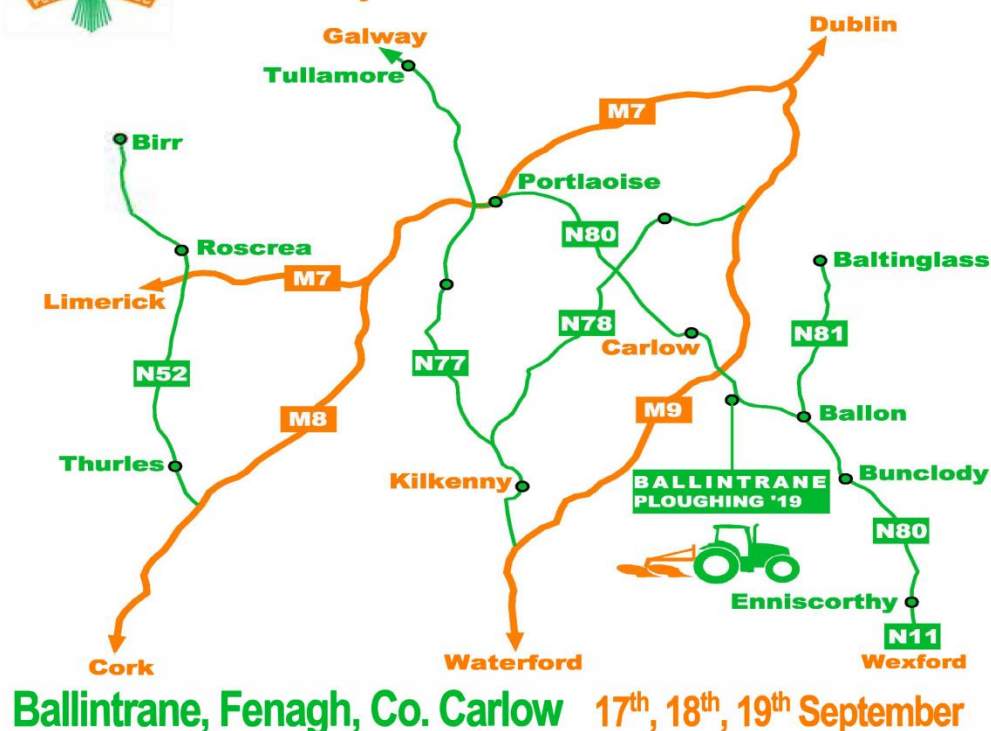 Dublin
Galway
Tullamore
M7
Birr
Portlaoise
N80
Roscrea
Baltinglass
M7
Limerick
N78
N81
Carlow
N77
N52
M8
M9
Ballon
Thurles
Bunclody
Kilkenny
BALLINTRANE
PLOUGHING '19
N80
Enniscorthy
N11
Cork
Waterford
Wexford
Ballintrane, Fenagh, Co. Carlow 17th, 18th, 19th September